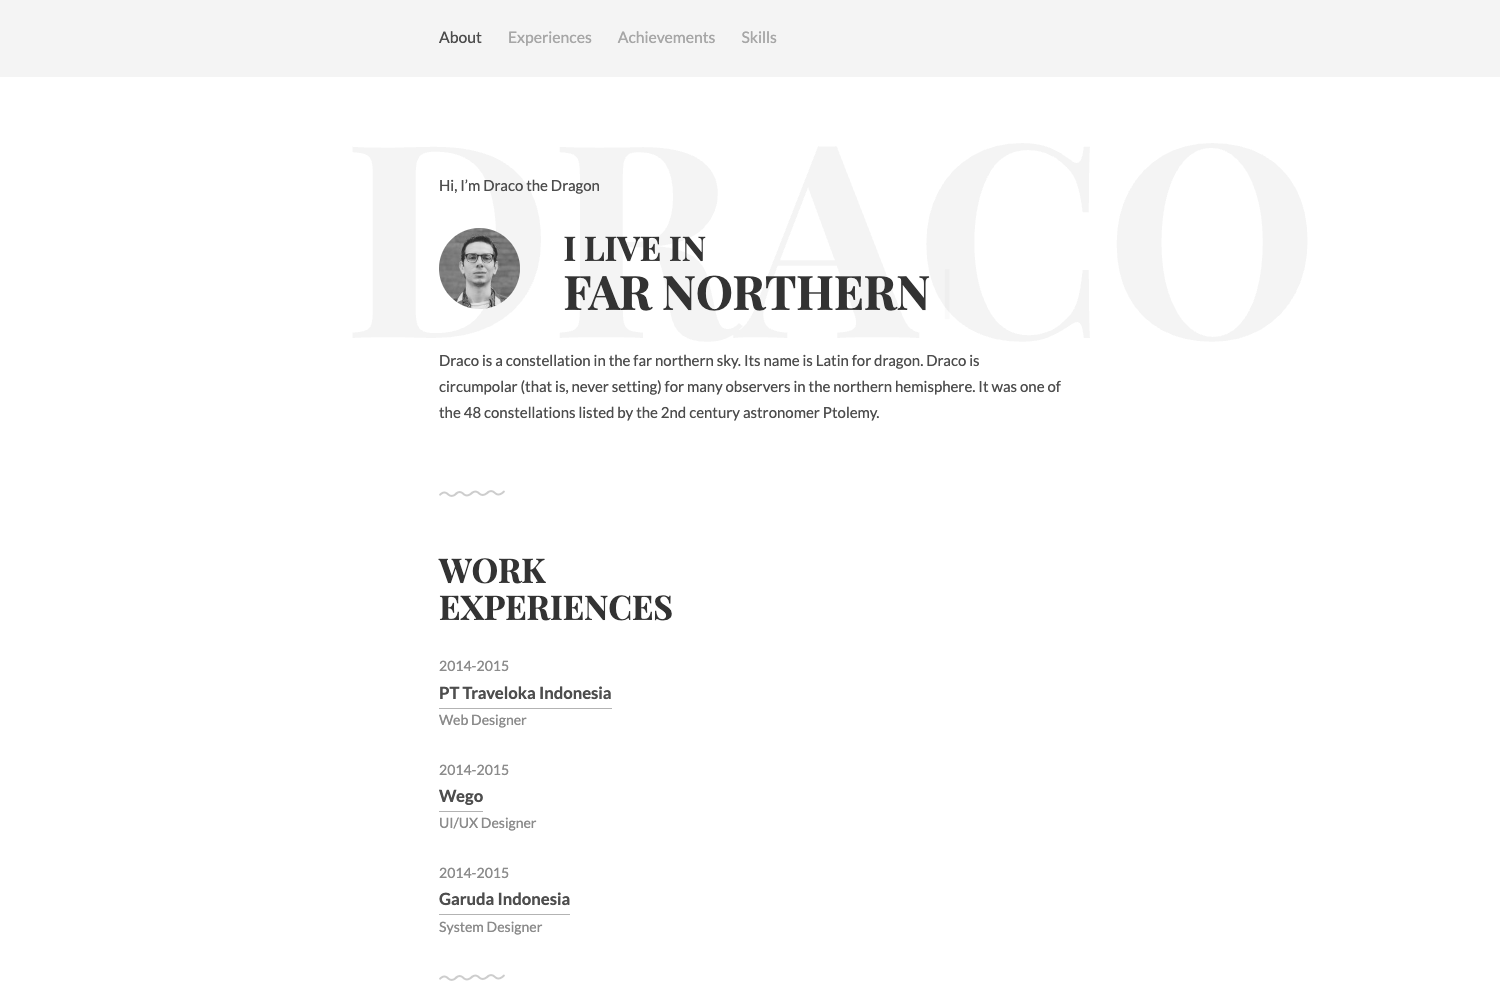 About Experiences Achievements Skills
DRACO
Hi, I'm Draco the Dragon
I LIVE IN
FAR NORTHERN
Draco is a constellation in the far northern sky. Its name is Latin for dragon. Draco is
circumpolar (that is, never setting) for many observers in the northern hemisphere. It was one of
the 48 constellations listed by the 2nd century astronomer Ptolemy.
WORK
EXPERIENCES
2014-2015
PT Traveloka Indonesia
Web Designer
2014-2015
Wego
UI/UX Designer
2014-2015
Garuda Indonesia
System Designer